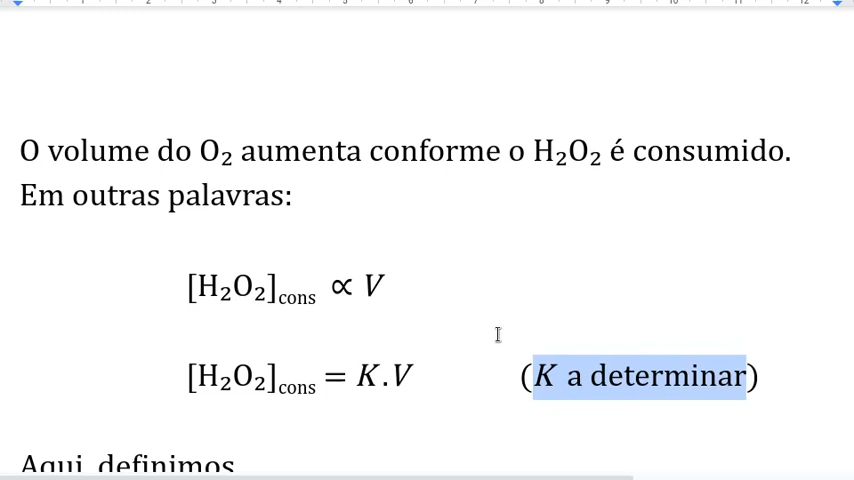 O volume do O₂ aumenta conforme o H₂O₂ é consumido.
Em outras palavras:
[H₂O₂]cons ∝ V
[H₂O₂]cons = K.V (K a determinar)
Aqui, definimos